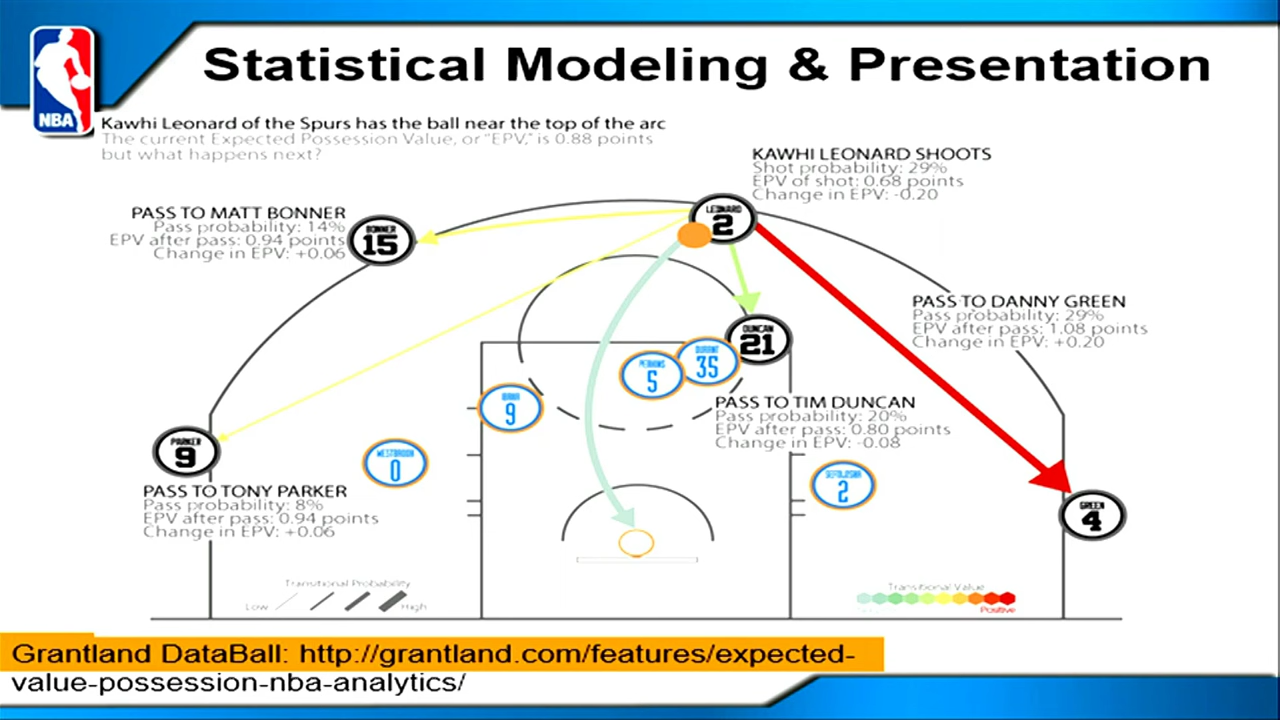 Statistical Modeling & Presentation
NBA
Kawhi Leonard of the Spurs has the ball near the top of the arc
The current Expected Possession Value, or "EPV," is 0.88 points
but what happens next?
KAWHI LEONARD SHOOTS
Shot probability: 29%
EPV of shot: 0.68 points
Change in EPV: -0.20
PASS TO MATT BONNER
Pass probability: 14%
EPV after pass: 0.94 points
Change in EPV: +0.06
BONNER
15
LEONARD
2
PASS TO DANNY GREEN
Pass probability: 29%
EPV after pass: 1.08 points
Change in EPV: +0.20
DUNCAN
21
DURANT
35
PERKINS
5
IBAKA
9
PASS TO TIM DUNCAN
Pass probability: 20%
EPV after pass: 0.80 points
Change in EPV: -0.08
PARKER
9
WESTBROOK
0
SEFOLOSHA
2
GREEN
4
PASS TO TONY PARKER
Pass probability: 8%
EPV after pass: 0.94 points
Change in EPV: +0.06
Transitional Probability
Low
High
Transitional Value
Positive
Grantland DataBall: http://grantland.com/features/expected-
value-possession-nba-analytics/